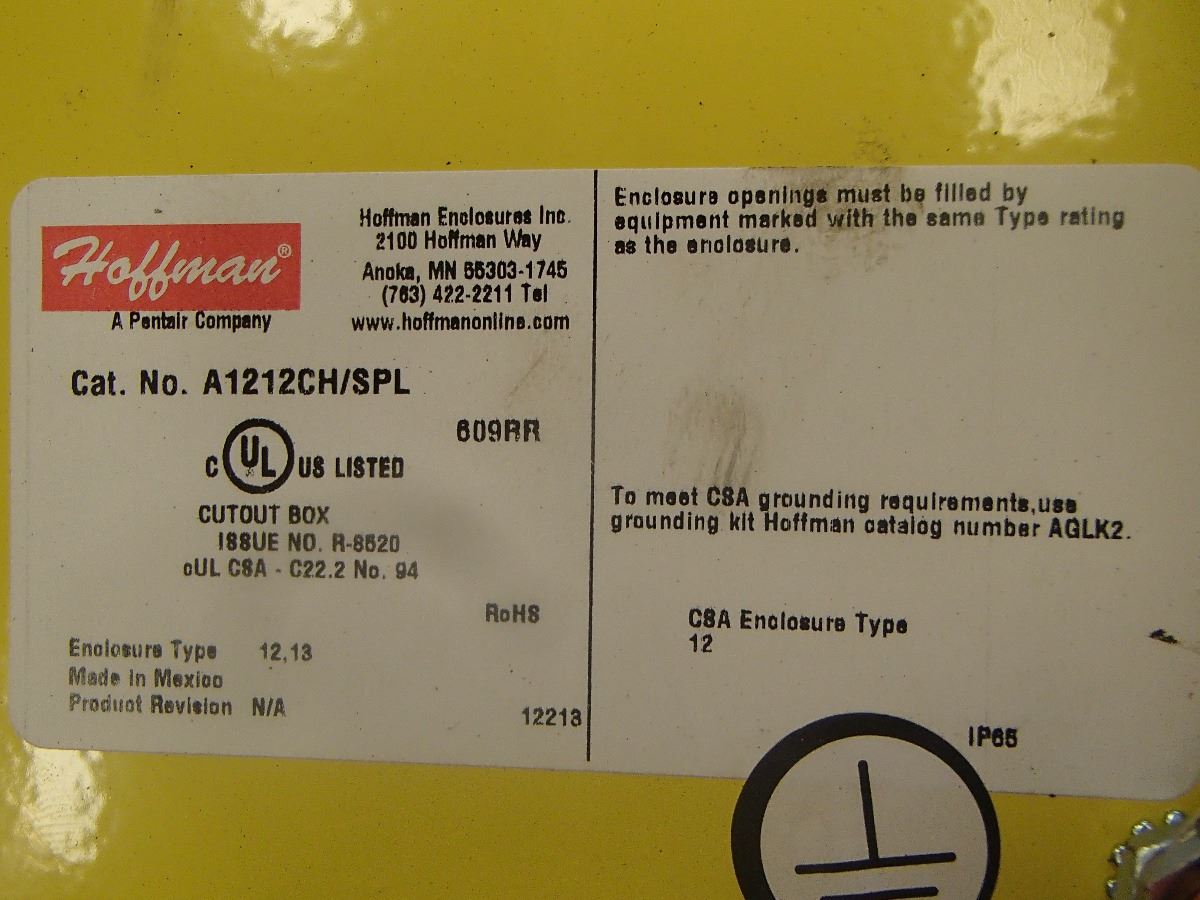 Hoffman®
A Pentair Company
Hoffman Enclosures Inc.
2100 Hoffman Way
Anoka, MN 55303-1745
(763) 422-2211 Tel
www.hoffmanonline.com
Cat. No. A1212CH/SPL
609RR
C UL US LISTED
CUTOUT BOX
ISSUE NO. R-8520
cUL CSA - C22.2 No. 94
RoHS
Enclosure Type 12,13
Made in Mexico
Product Revision N/A
12213
Enclosure openings must be filled by
equipment marked with the same Type rating
as the enclosure.
To meet CSA grounding requirements,use
grounding kit Hoffman catalog number AGLK2.
CSA Enclosure Type
12
IP65